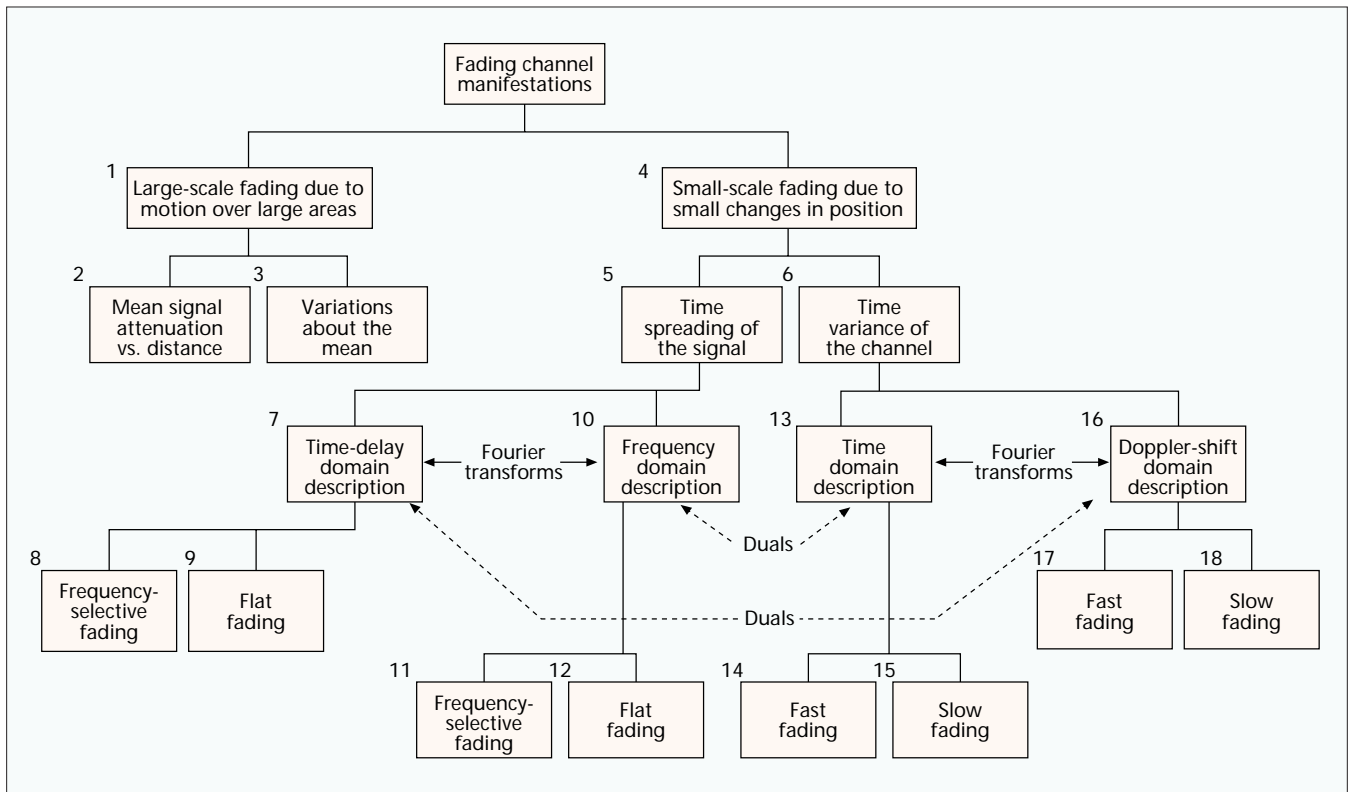 Fading channel
manifestations
1
Large-scale fading due to
motion over large areas
4
Small-scale fading due to
small changes in position
2
Mean signal
attenuation
vs. distance
3
Variations
about the
mean
5
Time
spreading of
the signal
6
Time
variance of
the channel
7
Time-delay
domain
description
Fourier
transforms
10
Frequency
domain
description
13
Time
domain
description
Fourier
transforms
16
Doppler-shift
domain
description
Duals
8
Frequency-
selective
fading
9
Flat
fading
Duals
17
Fast
fading
18
Slow
fading
11
Frequency-
selective
fading
12
Flat
fading
14
Fast
fading
15
Slow
fading